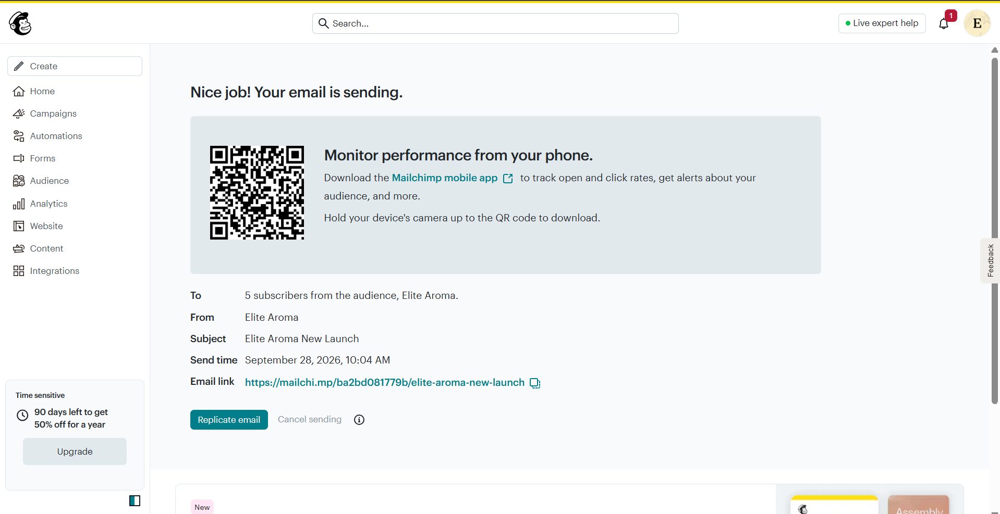 Search...
Live expert help
1
E
Create
Home
Campaigns
Automations
Forms
Audience
Analytics
Website
Content
Integrations
Time sensitive
90 days left to get
50% off for a year
Upgrade
Nice job! Your email is sending.
Monitor performance from your phone.
Download the Mailchimp mobile app to track open and click rates, get alerts about your
audience, and more.
Hold your device's camera up to the QR code to download.
To 5 subscribers from the audience, Elite Aroma.
From Elite Aroma
Subject Elite Aroma New Launch
Send time September 28, 2026, 10:04 AM
Email link https://mailchi.mp/ba2bd081779b/elite-aroma-new-launch
Replicate email Cancel sending
Feedback
New
Assembly